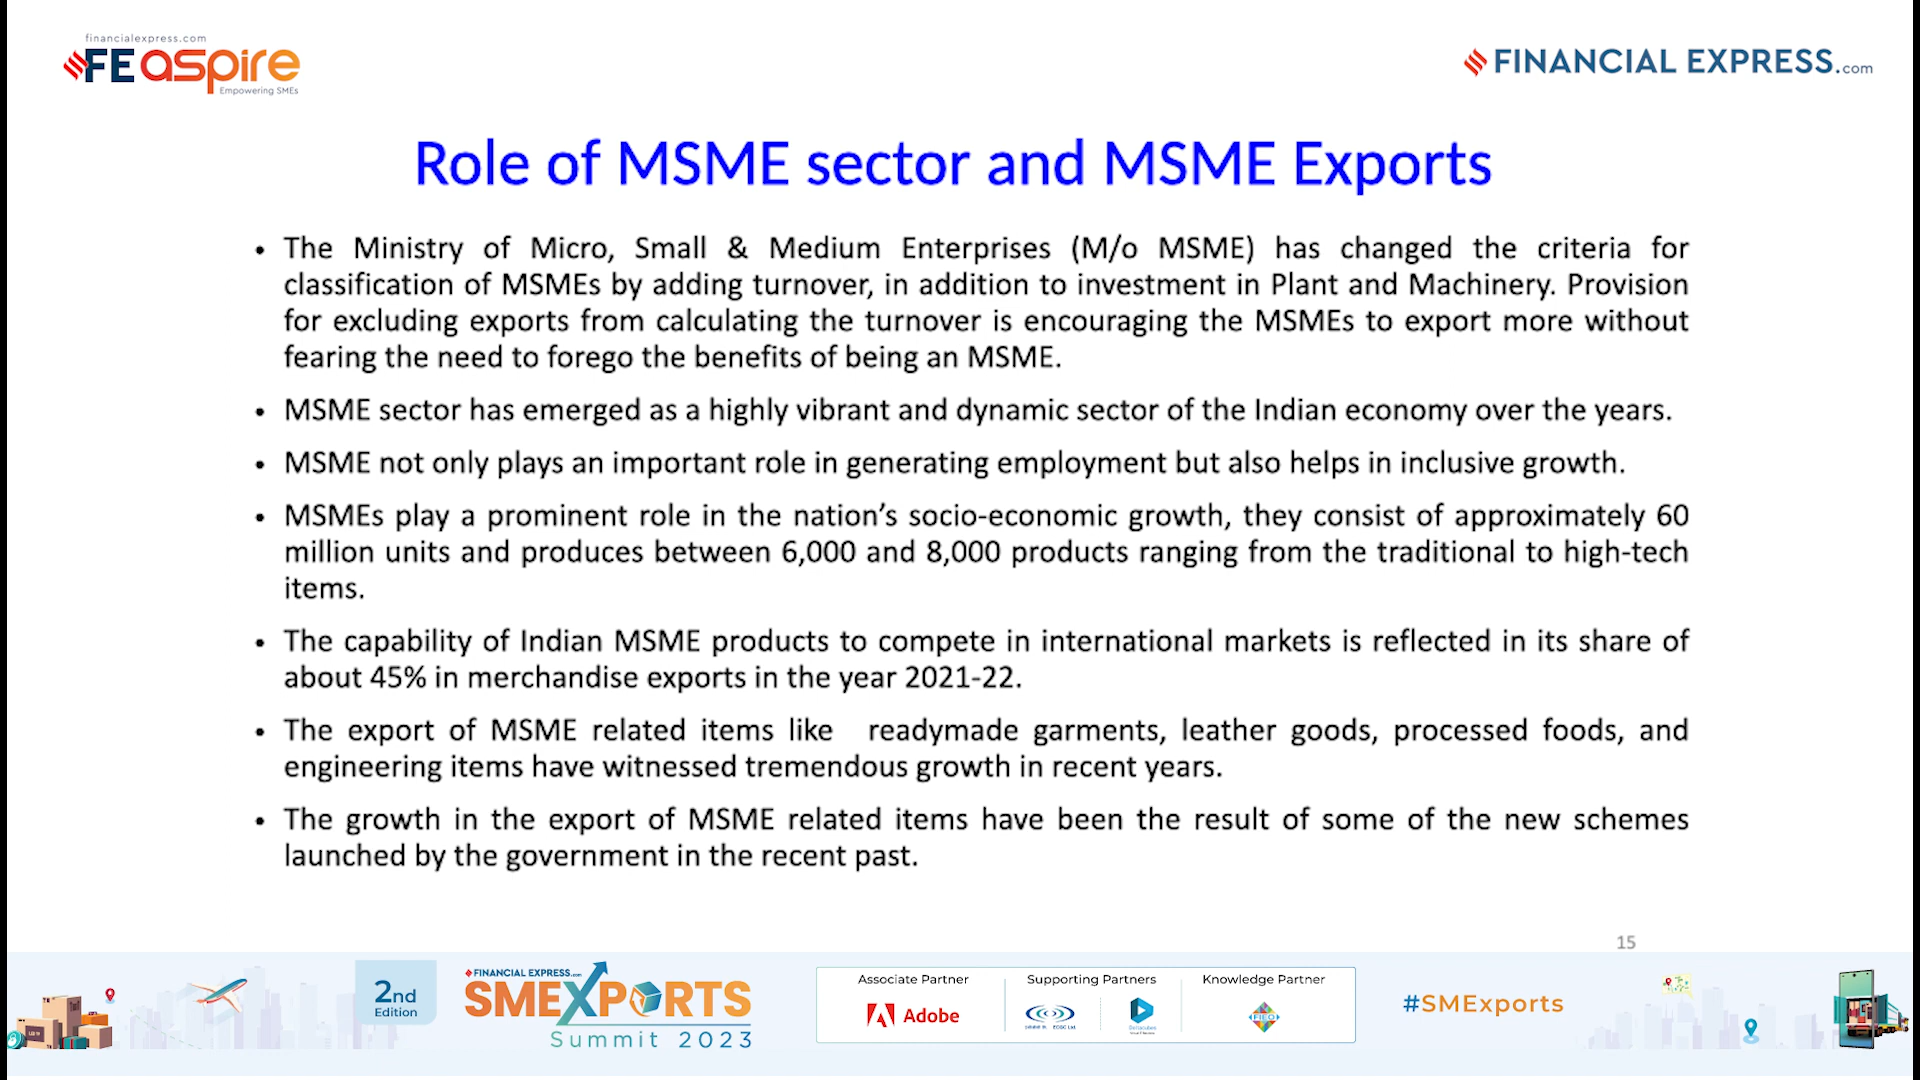 financialexpress.com
FE aspire
Empowering SMEs
FINANCIAL EXPRESS.com
Role of MSME sector and MSME Exports
• The Ministry of Micro, Small & Medium Enterprises (M/o MSME) has changed the criteria for
classification of MSMEs by adding turnover, in addition to investment in Plant and Machinery. Provision
for excluding exports from calculating the turnover is encouraging the MSMEs to export more without
fearing the need to forego the benefits of being an MSME.
• MSME sector has emerged as a highly vibrant and dynamic sector of the Indian economy over the years.
• MSME not only plays an important role in generating employment but also helps in inclusive growth.
• MSMEs play a prominent role in the nation’s socio-economic growth, they consist of approximately 60
million units and produces between 6,000 and 8,000 products ranging from the traditional to high-tech
items.
• The capability of Indian MSME products to compete in international markets is reflected in its share of
about 45% in merchandise exports in the year 2021-22.
• The export of MSME related items like readymade garments, leather goods, processed foods, and
engineering items have witnessed tremendous growth in recent years.
• The growth in the export of MSME related items have been the result of some of the new schemes
launched by the government in the recent past.
15
2nd
Edition
FINANCIAL EXPRESS.com
SMEXPORTS
Summit 2023
Associate Partner
Adobe
Supporting Partners
ECGC Ltd.
Knowledge Partner
FIEO
#SMExports